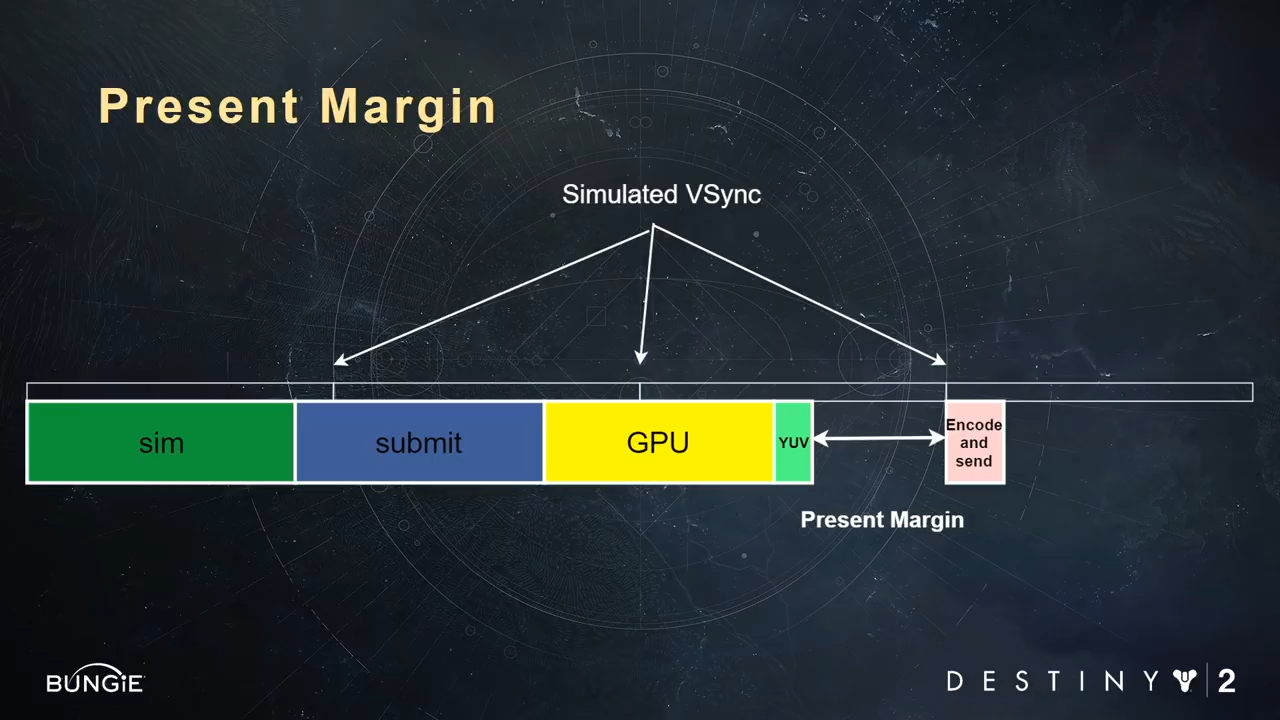 Present Margin
Simulated VSync
sim
submit
GPU
YUV
Encode
and
send
Present Margin
BUNGiE
DESTINY 2